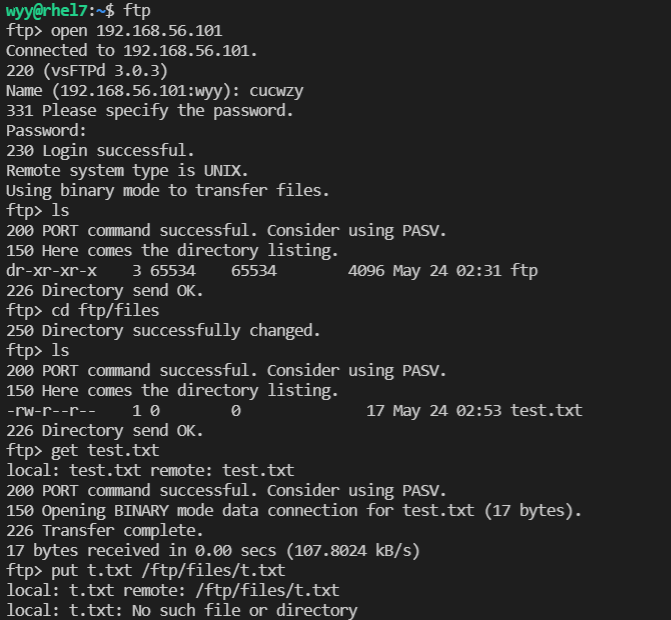 wyy@rhel7:~$ ftp
ftp> open 192.168.56.101
Connected to 192.168.56.101.
220 (vsFTPd 3.0.3)
Name (192.168.56.101:wyy): cucwzy
331 Please specify the password.
Password:
230 Login successful.
Remote system type is UNIX.
Using binary mode to transfer files.
ftp> ls
200 PORT command successful. Consider using PASV.
150 Here comes the directory listing.
dr-xr-xr-x    3 65534    65534        4096 May 24 02:31 ftp
226 Directory send OK.
ftp> cd ftp/files
250 Directory successfully changed.
ftp> ls
200 PORT command successful. Consider using PASV.
150 Here comes the directory listing.
-rw-r--r--    1 0        0              17 May 24 02:53 test.txt
226 Directory send OK.
ftp> get test.txt
local: test.txt remote: test.txt
200 PORT command successful. Consider using PASV.
150 Opening BINARY mode data connection for test.txt (17 bytes).
226 Transfer complete.
17 bytes received in 0.00 secs (107.8024 kB/s)
ftp> put t.txt /ftp/files/t.txt
local: t.txt remote: /ftp/files/t.txt
local: t.txt: No such file or directory